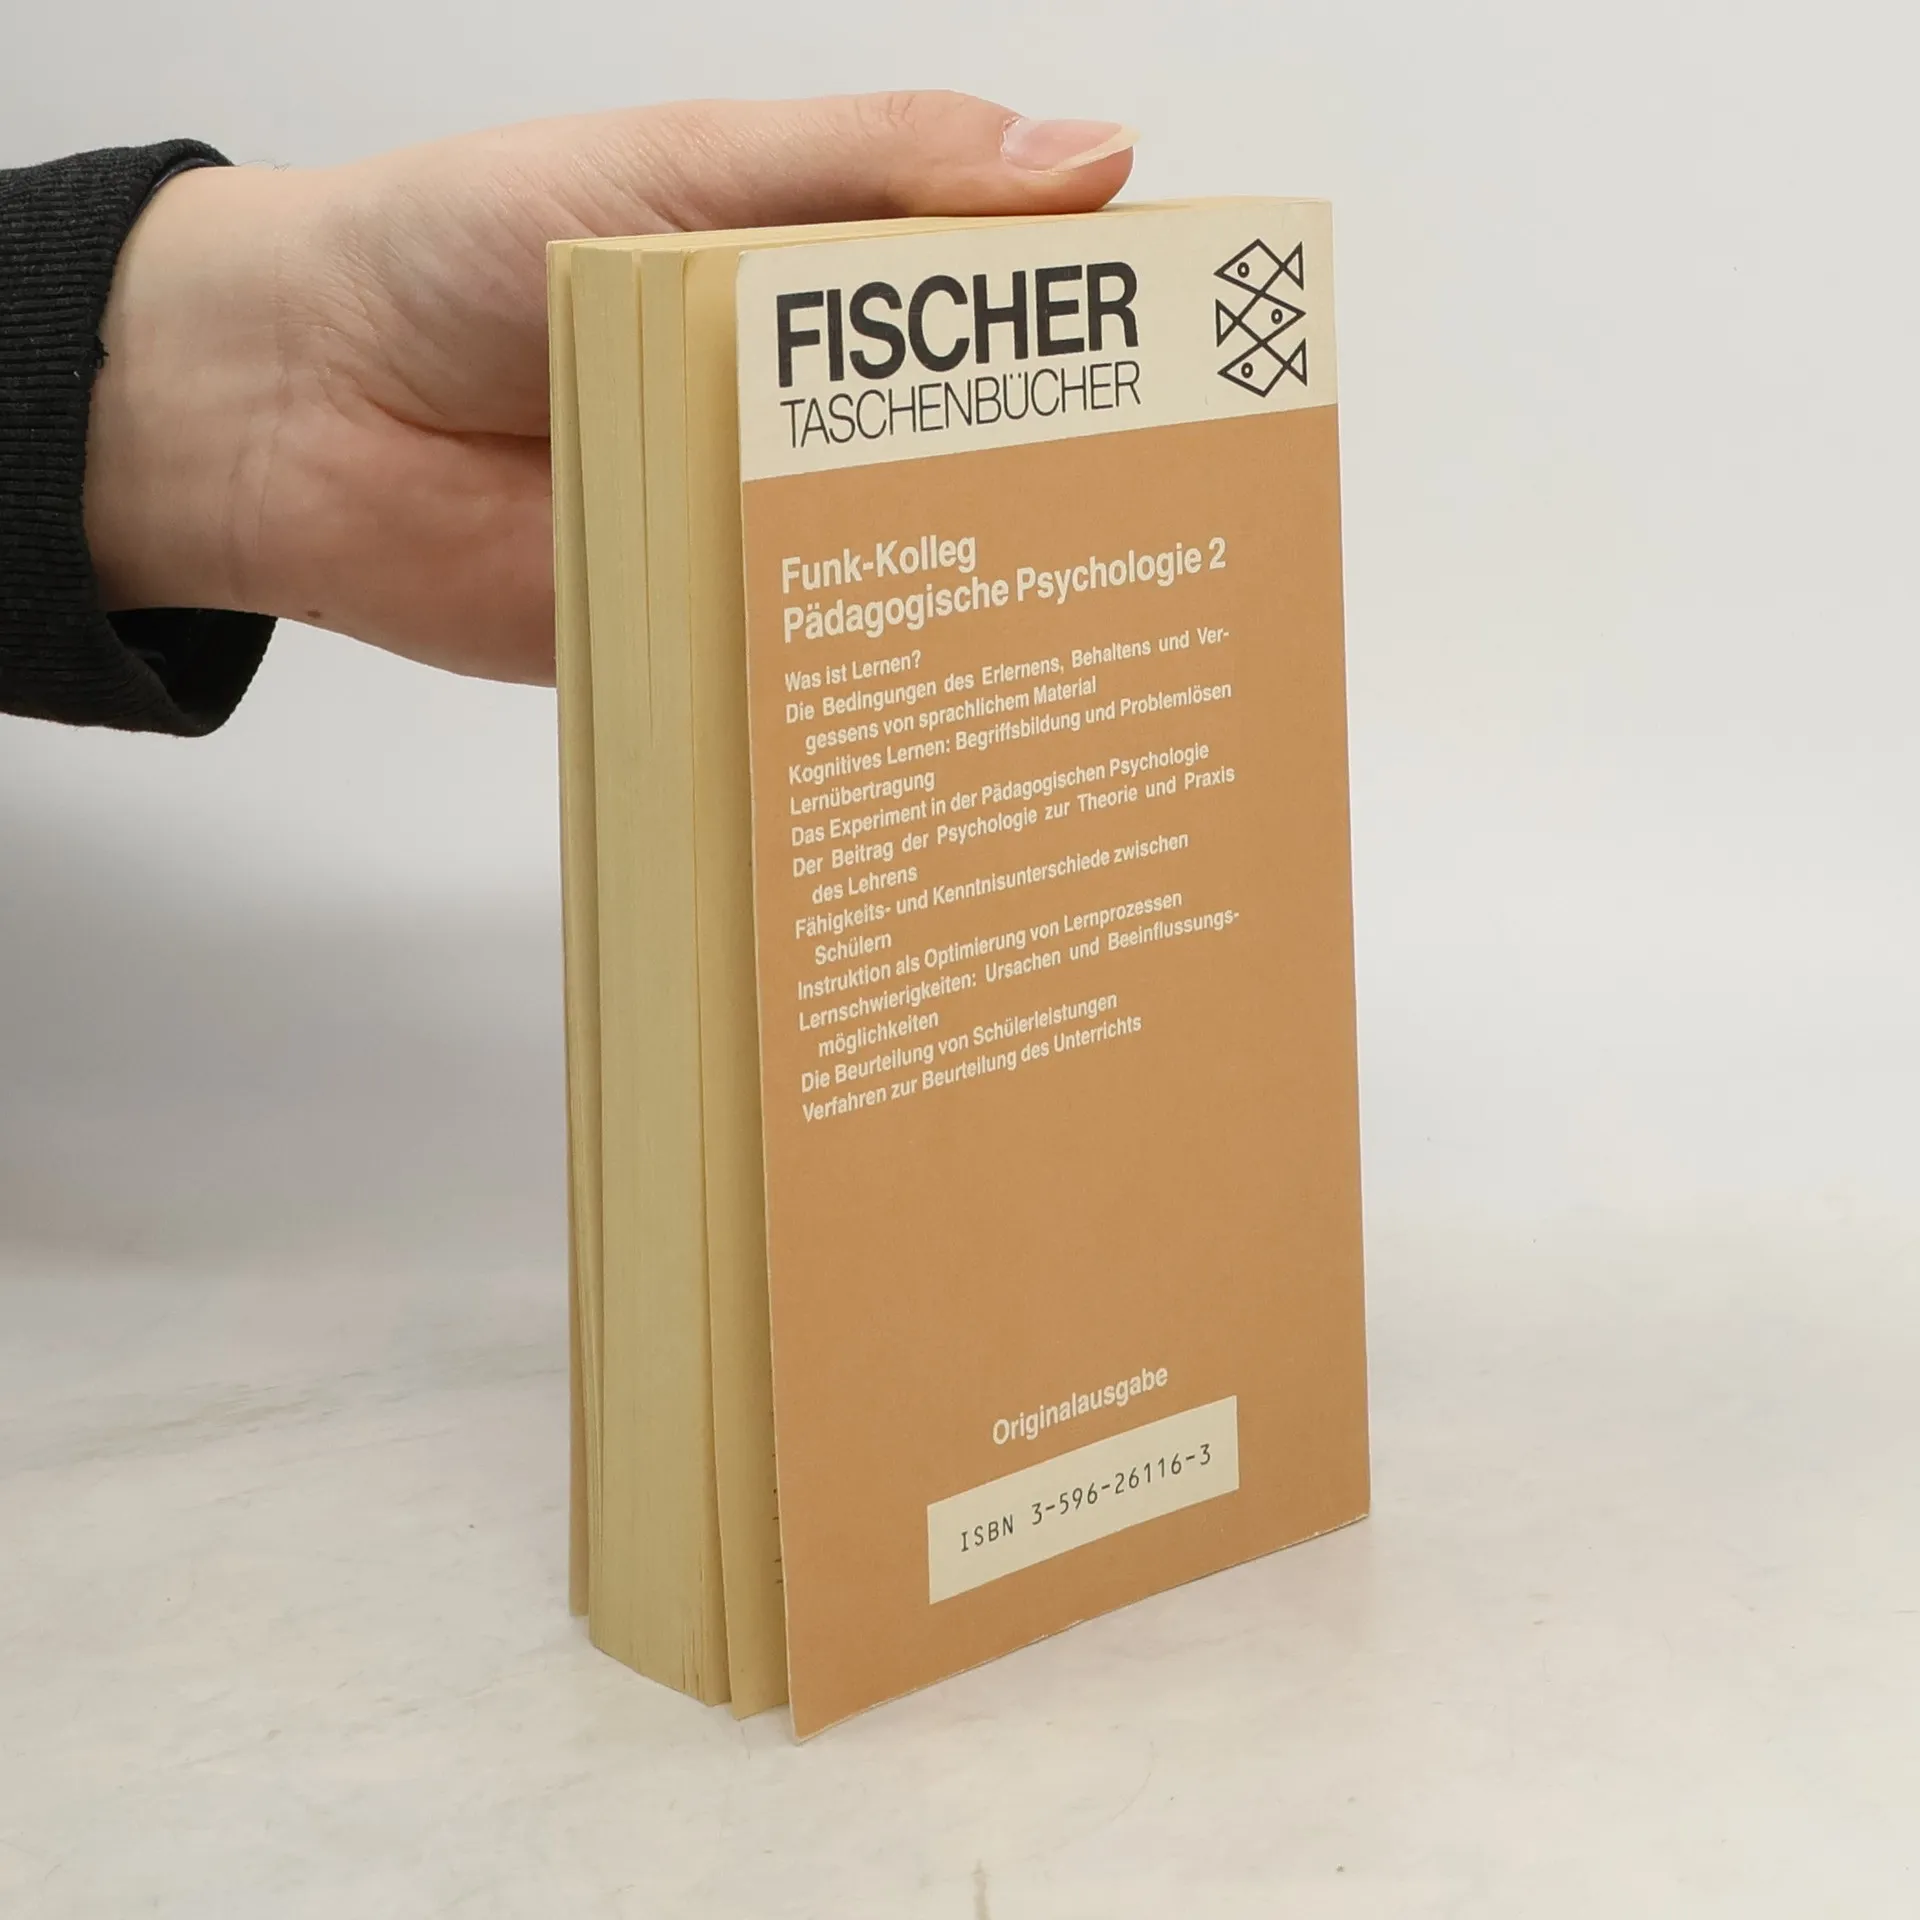 FISCHER
TASCHENBÜCHER
Funk-Kolleg
Pädagogische Psychologie 2
Was ist Lernen?
Die Bedingungen des Erlernens, Behaltens und Ver-
gessens von sprachlichem Material
Kognitives Lernen: Begriffsbildung und Problemlösen
Lernübertragung
Das Experiment in der Pädagogischen Psychologie
Der Beitrag der Psychologie zur Theorie und Praxis
des Lehrens
Fähigkeits- und Kenntnisunterschiede zwischen
Schülern
Instruktion als Optimierung von Lernprozessen
Lernschwierigkeiten: Ursachen und Beeinflussungs-
möglichkeiten
Die Beurteilung von Schülerleistungen
Verfahren zur Beurteilung des Unterrichts
Originalausgabe
ISBN 3-596-26116-3